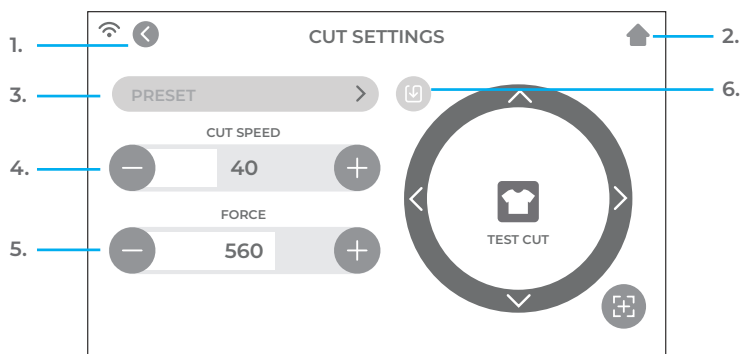 CUT SETTINGS
1.
2.
3.
PRESET
6.
CUT SPEED
4.
40
FORCE
5.
560
TEST CUT